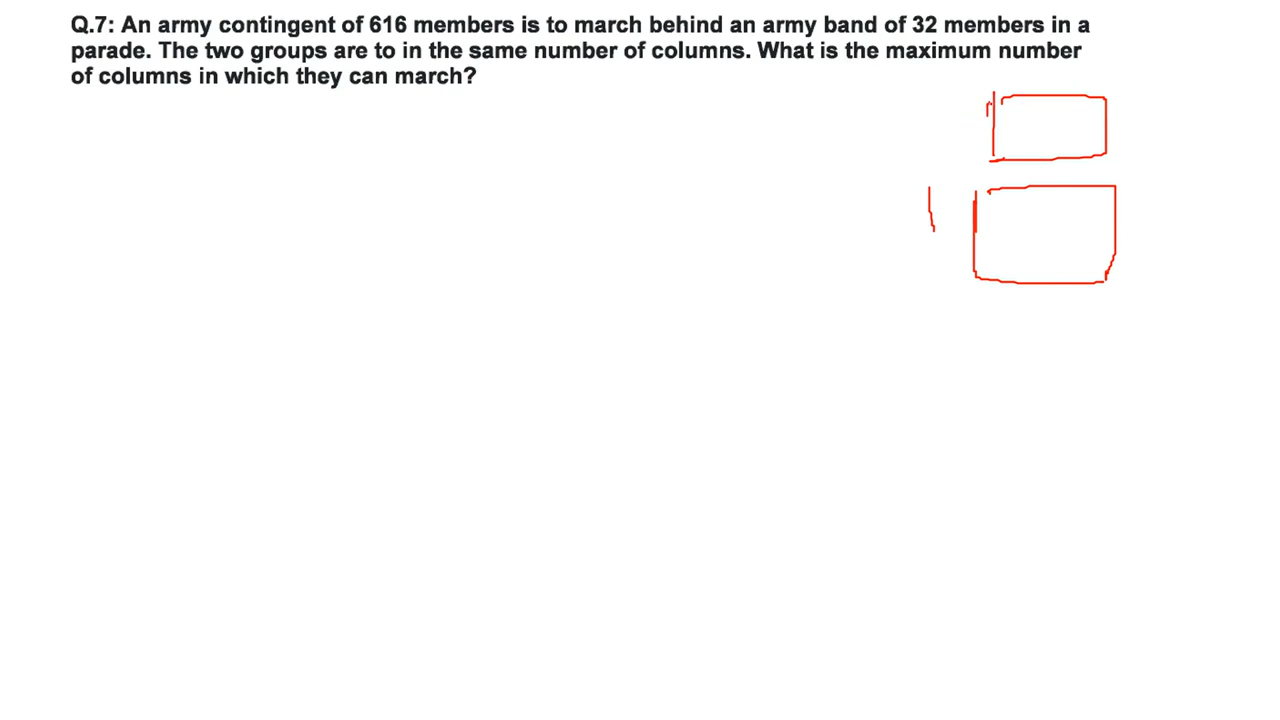 Q.7: An army contingent of 616 members is to march behind an army band of 32 members in a
parade. The two groups are to in the same number of columns. What is the maximum number
of columns in which they can march?